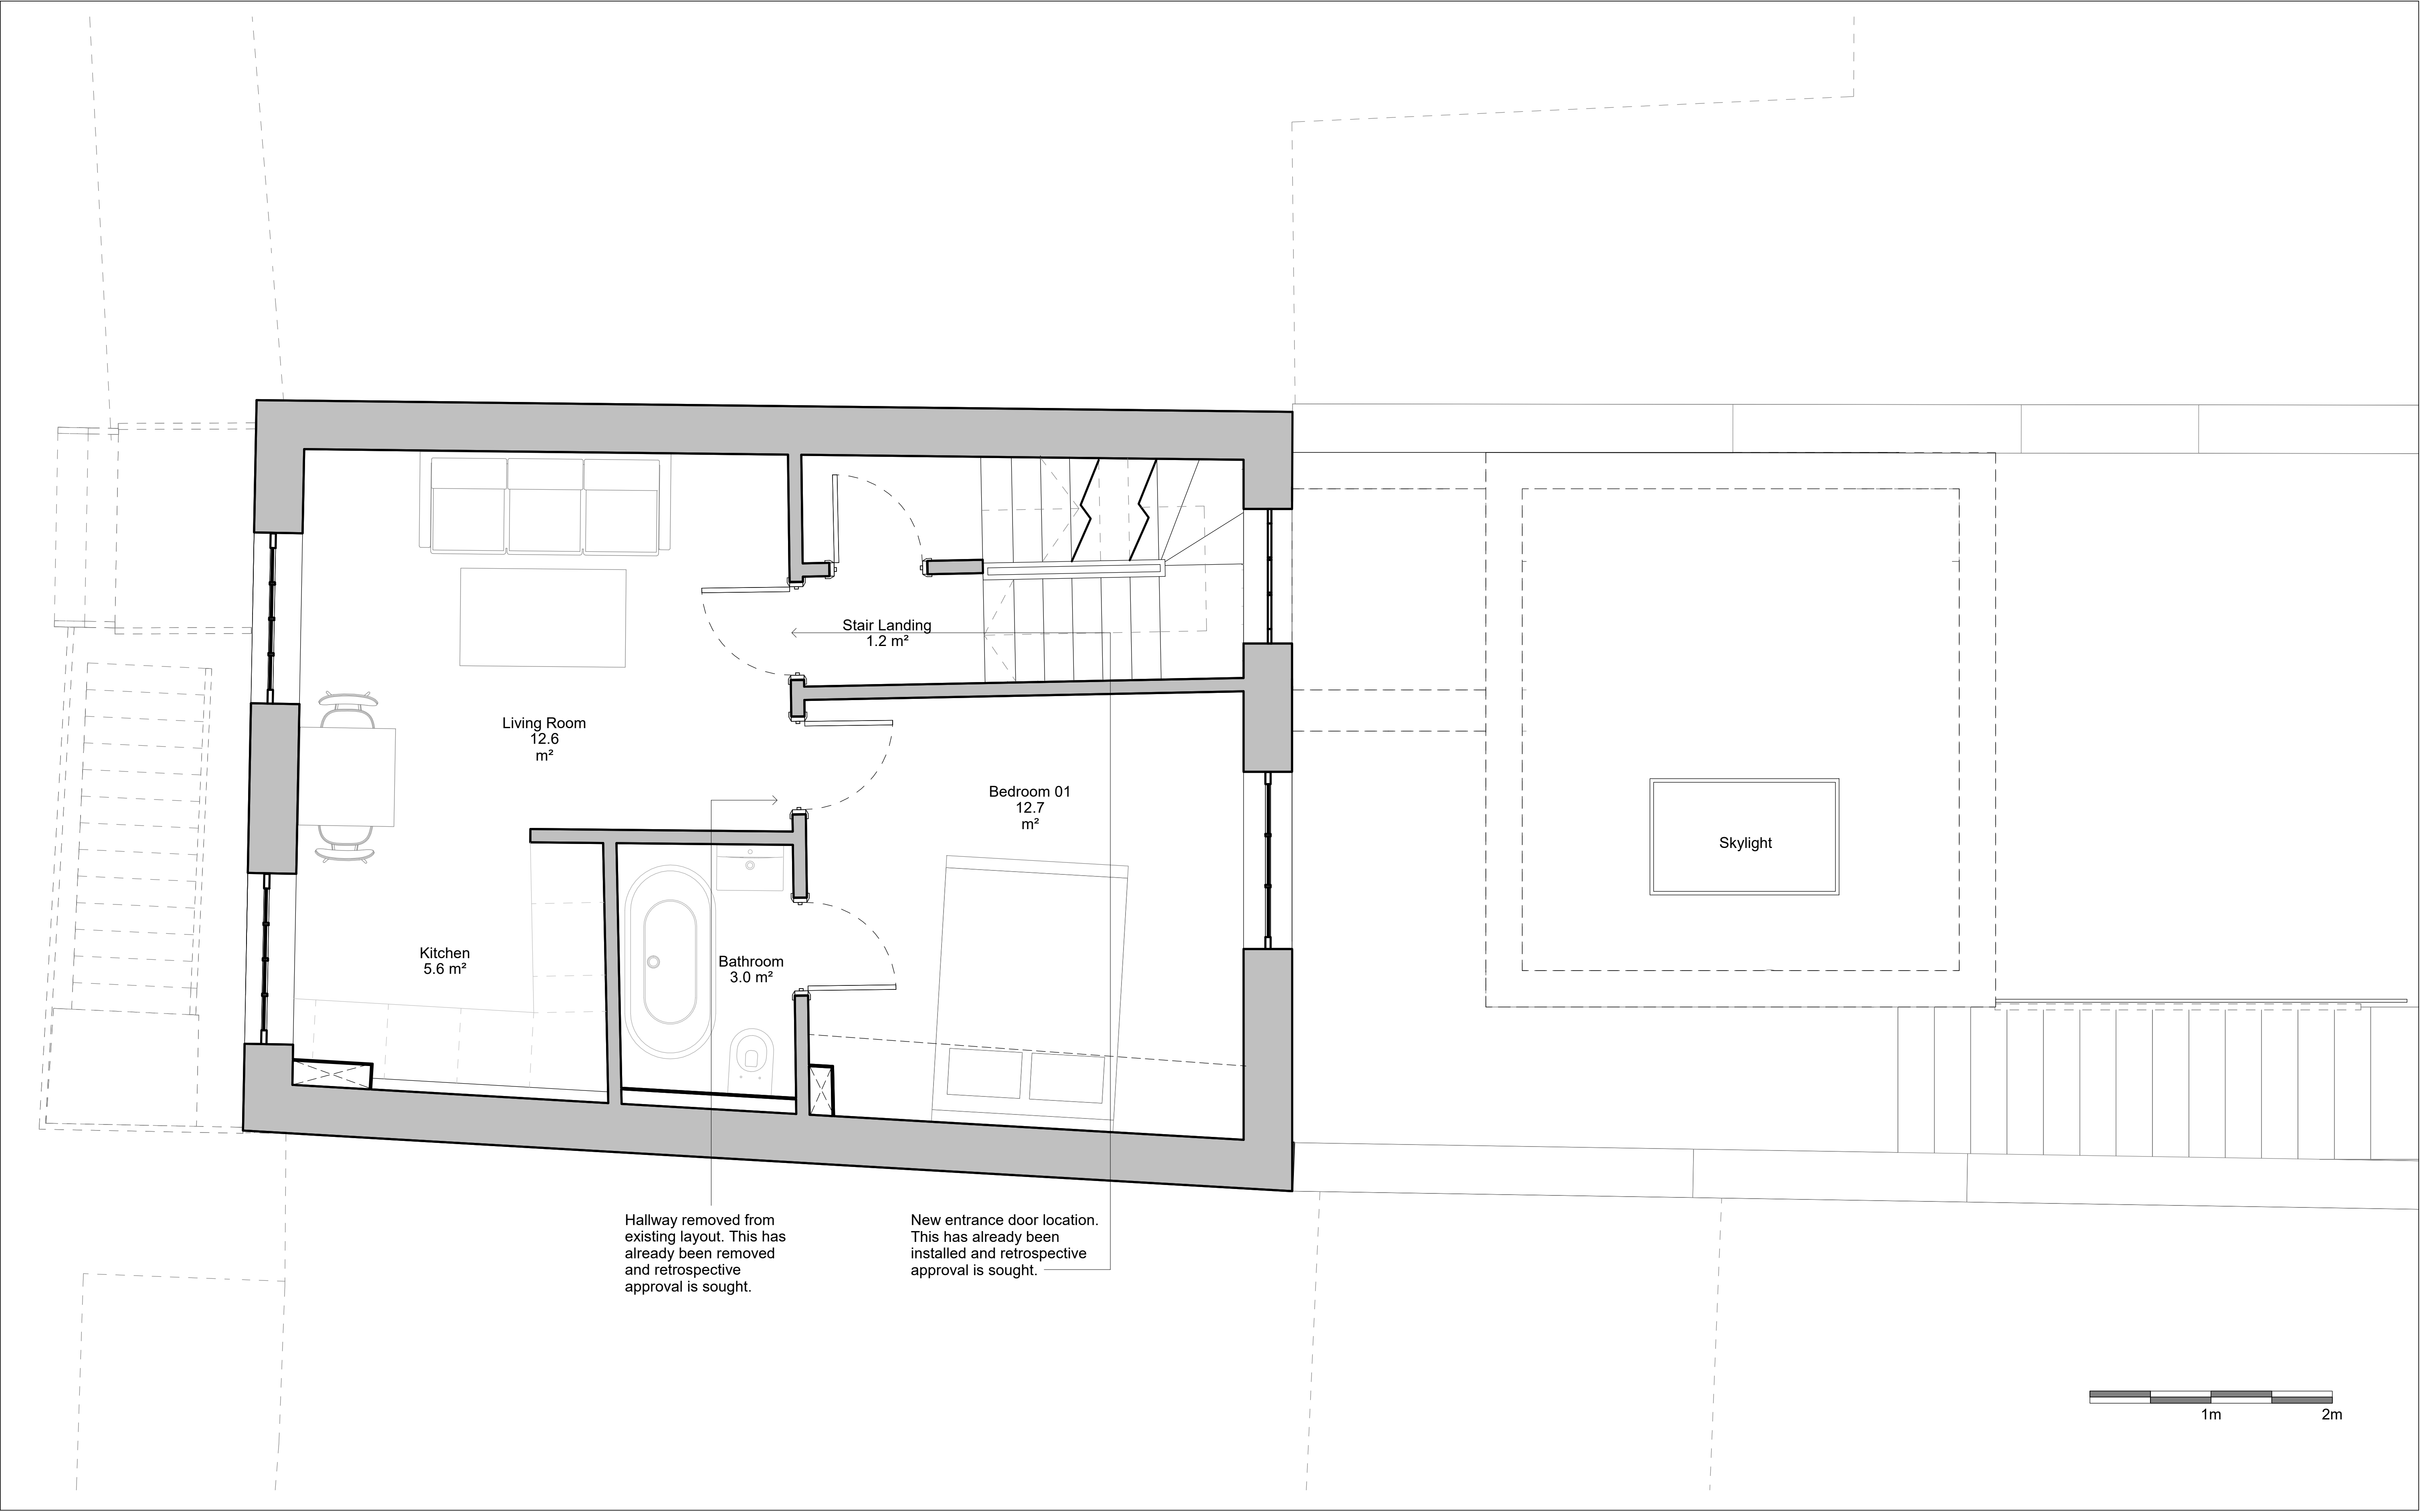 Stair Landing
1.2 m²
Living Room
12.6
m²
Bedroom 01
12.7
m²
Skylight
Kitchen
5.6 m²
Bathroom
3.0 m²
Hallway removed from
existing layout. This has
already been removed
and retrospective
approval is sought.
New entrance door location.
This has already been
installed and retrospective
approval is sought.
1m
2m